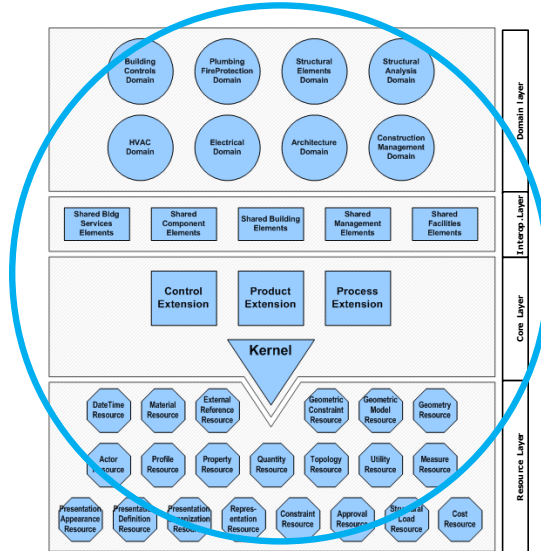 Building
Controls
Domain
Plumbing
FireProtection
Domain
Structural
Elements
Domain
Structural
Analysis
Domain
HVAC
Domain
Electrical
Domain
Architecture
Domain
Construction
Management
Domain
Domain layer
Shared Bldg
Services
Elements
Shared
Component
Elements
Shared Building
Elements
Shared
Management
Elements
Shared
Facilities
Elements
Interop.Layer
Control
Extension
Product
Extension
Process
Extension
Kernel
Core Layer
DateTime
Resource
Material
Resource
External
Reference
Resource
Geometric
Constraint
Resource
Geometric
Model
Resource
Geometry
Resource
Actor
Resource
Profile
Resource
Property
Resource
Quantity
Resource
Topology
Resource
Utility
Resource
Measure
Resource
Presentation
Appearance
Resource
Presentation
Definition
Resource
Presentation
Organization
Resource
Repres-
entation
Resource
Constraint
Resource
Approval
Resource
Structural
Load
Resource
Cost
Resource
Resource Layer